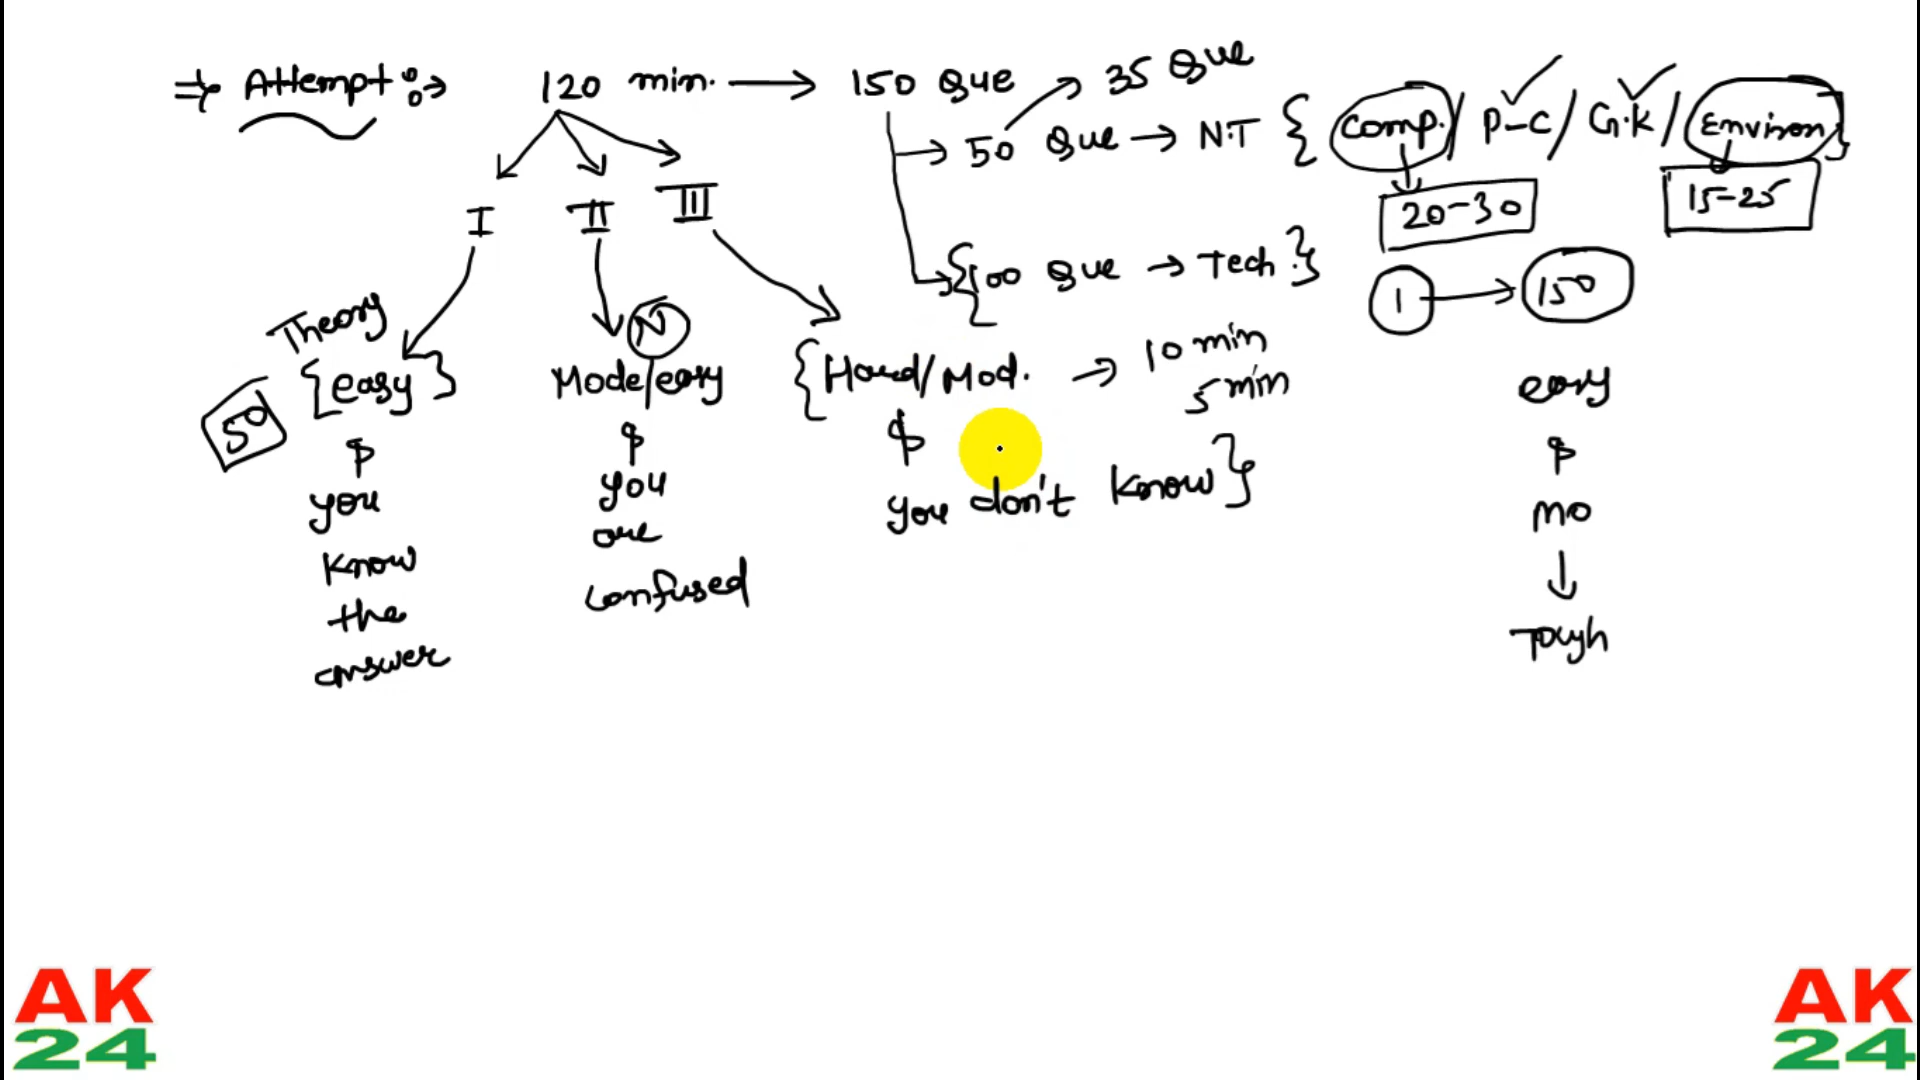 ⇒ Attempt :→ 120 min. → 150 Que
35 Que
50 Que → N.T { Comp. / P-C / G.K / Environ }
20-30
15-25
I II III
{100 Que → Tech.}
1 → 150
Theory
{easy}
50
N
Mode/easy
{Hard/Mod. → 10 min
5 min
easy
$
you
know
the
answer
$
you
are
confused
$
you don't know}
$
mo
↓
Tough
AK
24
AK
24